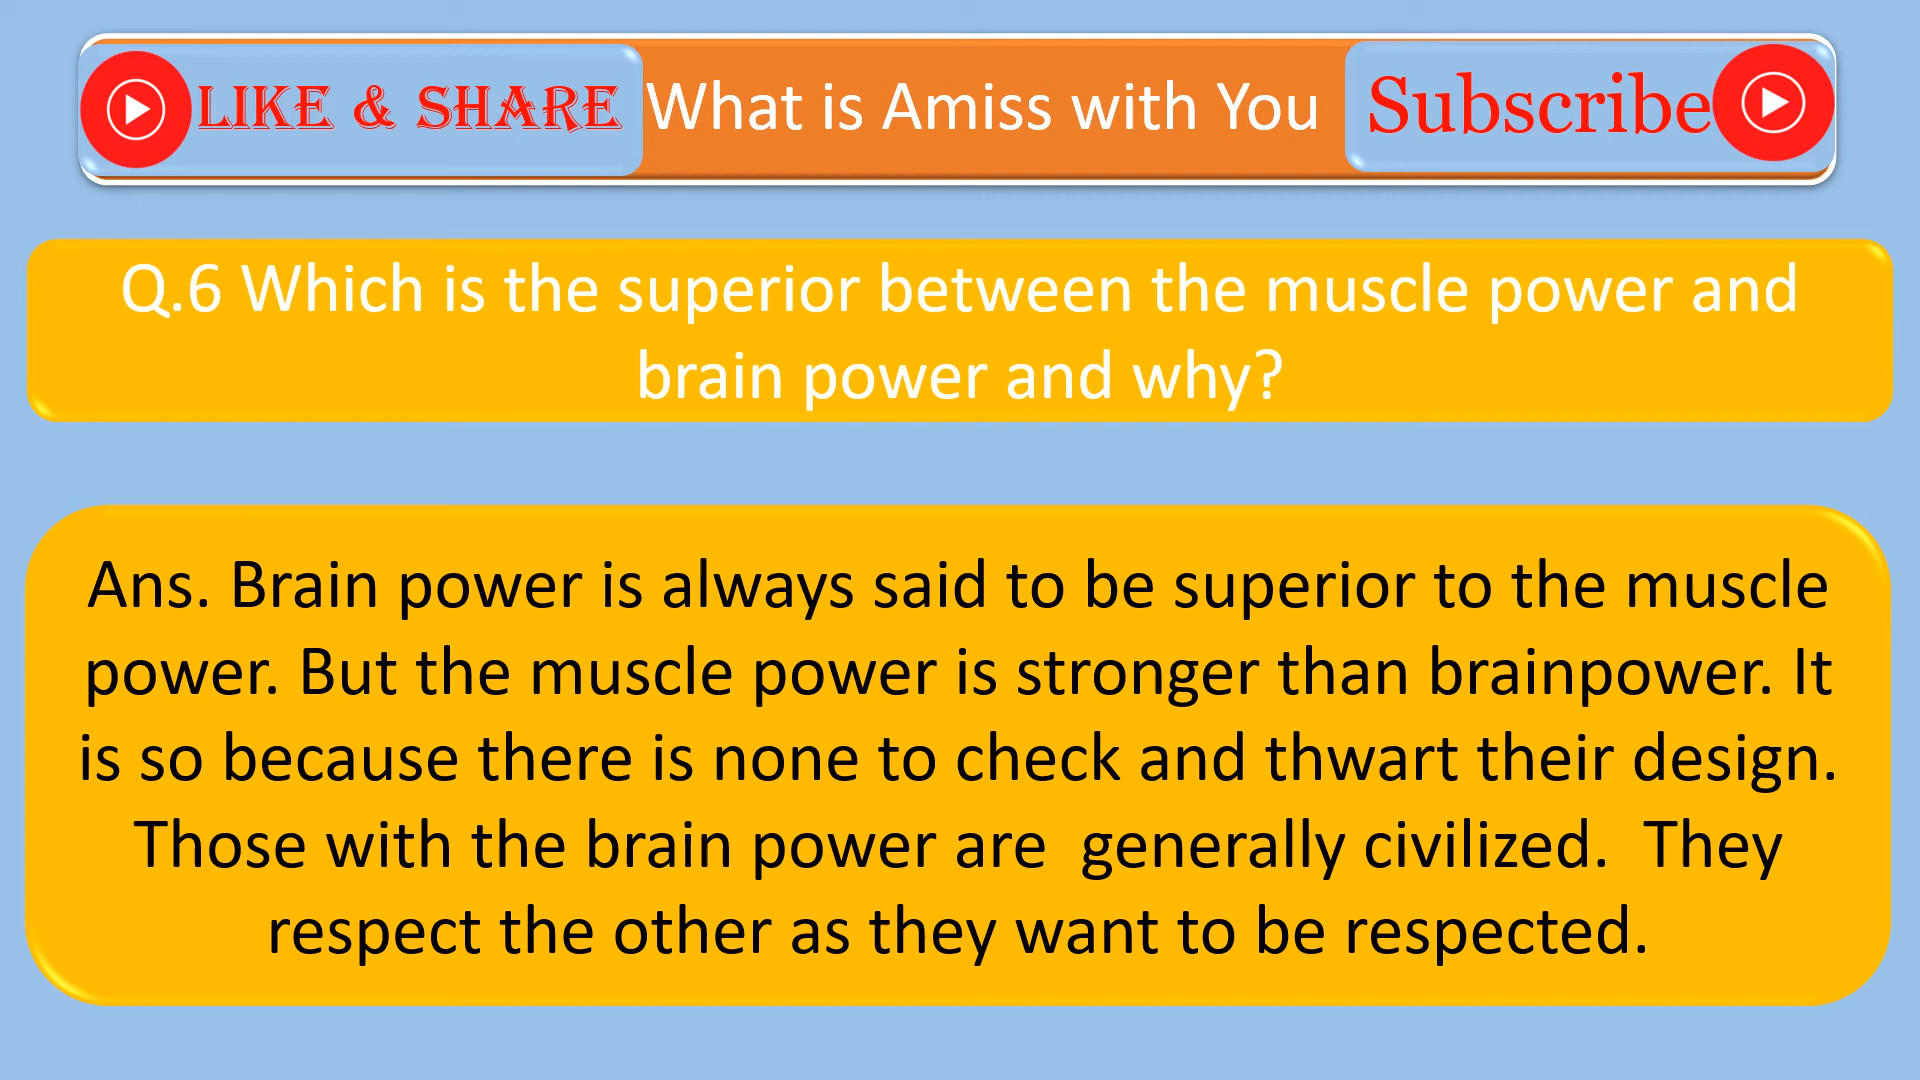 LIKE & SHARE What is Amiss with You Subscribe
Q.6 Which is the superior between the muscle power and
brain power and why?
Ans. Brain power is always said to be superior to the muscle
power. But the muscle power is stronger than brainpower. It
is so because there is none to check and thwart their design.
Those with the brain power are  generally civilized.  They
respect the other as they want to be respected.